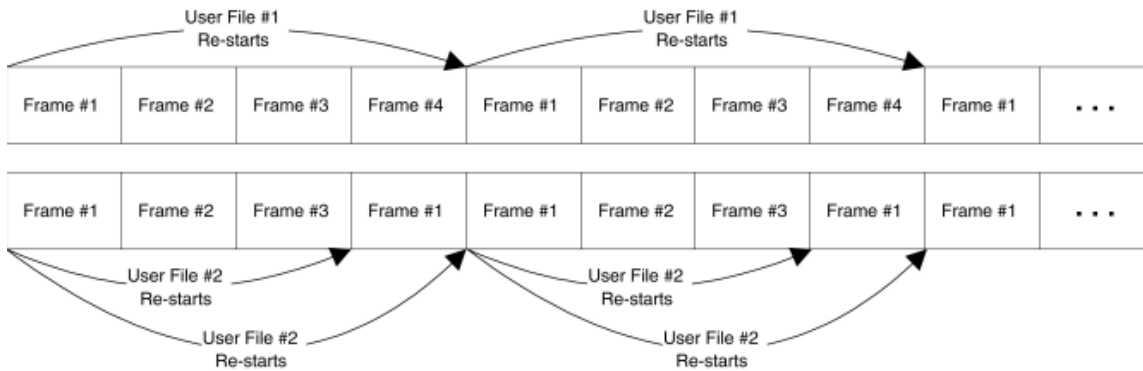 User File #1 User File #1
Re-starts Re-starts
Frame #1 Frame #2 Frame #3 Frame #4 Frame #1 Frame #2 Frame #3 Frame #4 Frame #1 ...
Frame #1 Frame #2 Frame #3 Frame #1 Frame #1 Frame #2 Frame #3 Frame #1 Frame #1 ...
User File #2 User File #2
Re-starts Re-starts
User File #2 User File #2
Re-starts Re-starts